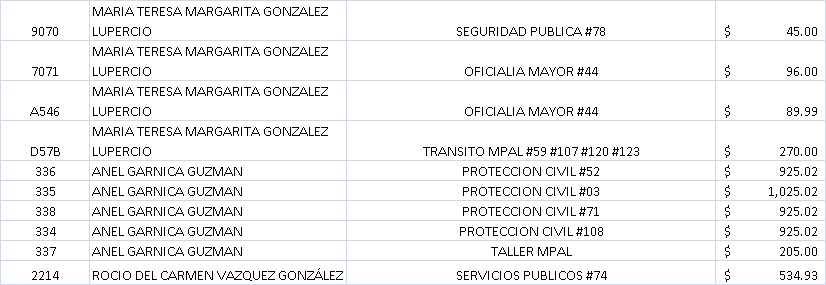 MARIA TERESA MARGARITA GONZALEZ
9070 LUPERCIO SEGURIDAD PUBLICA #78 $ 45.00
MARIA TERESA MARGARITA GONZALEZ
7071 LUPERCIO OFICIALIA MAYOR #44 $ 96.00
MARIA TERESA MARGARITA GONZALEZ
A546 LUPERCIO OFICIALIA MAYOR #44 $ 89.99
MARIA TERESA MARGARITA GONZALEZ
D57B LUPERCIO TRANSITO MPAL #59 #107 #120 #123 $ 270.00
336 ANEL GARNICA GUZMAN PROTECCION CIVIL #52 $ 925.02
335 ANEL GARNICA GUZMAN PROTECCION CIVIL #03 $ 1,025.02
338 ANEL GARNICA GUZMAN PROTECCION CIVIL #71 $ 925.02
334 ANEL GARNICA GUZMAN PROTECCION CIVIL #108 $ 925.02
337 ANEL GARNICA GUZMAN TALLER MPAL $ 205.00
2214 ROCIO DEL CARMEN VAZQUEZ GONZÁLEZ SERVICIOS PUBLICOS #74 $ 534.93